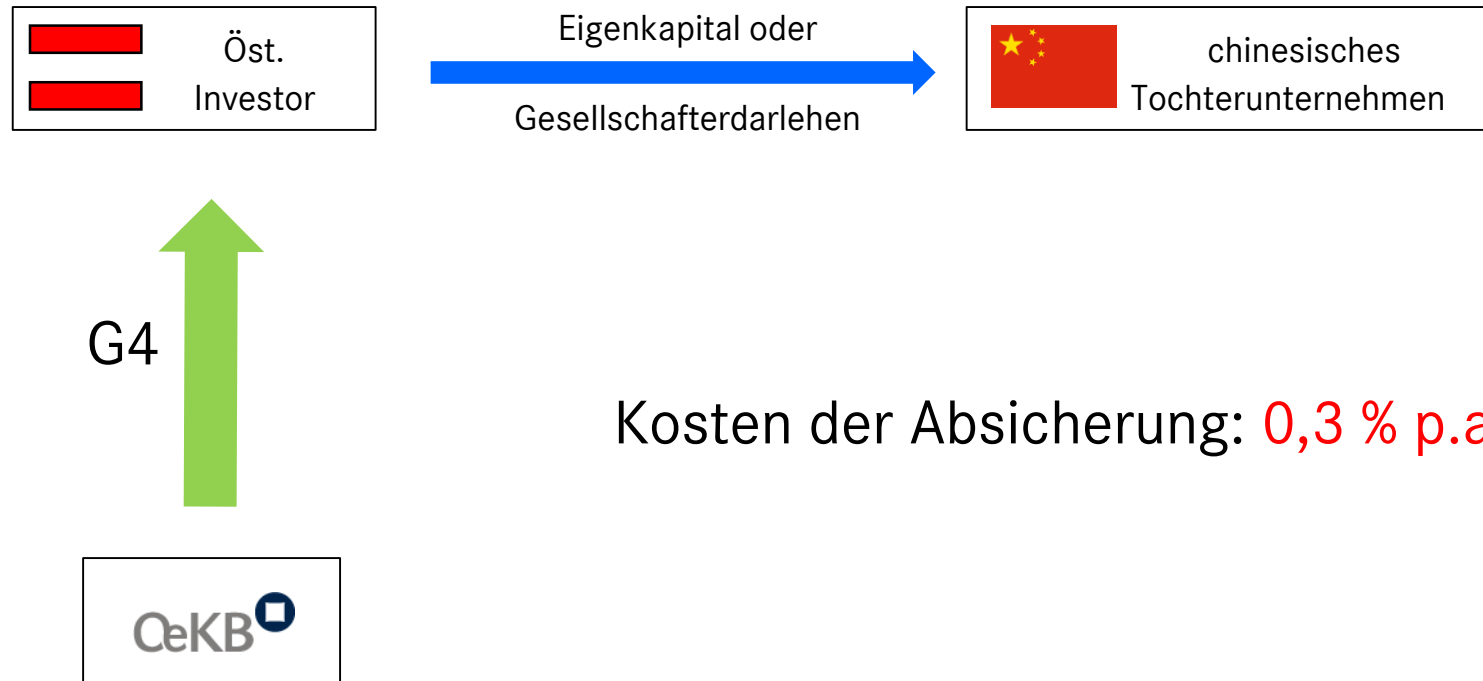 Öst.
Investor
Eigenkapital oder
Gesellschafterdarlehen
chinesisches
Tochterunternehmen
G4
Kosten der Absicherung: 0,3 % p.a
OeKB